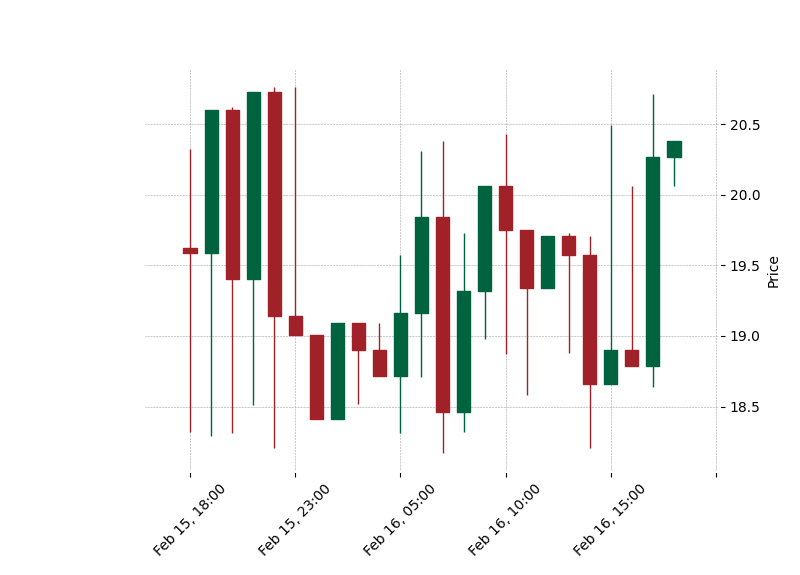 20.5
20.0
19.5
19.0
18.5
Price
Feb 15, 18:00
Feb 15, 23:00
Feb 16, 05:00
Feb 16, 10:00
Feb 16, 15:00